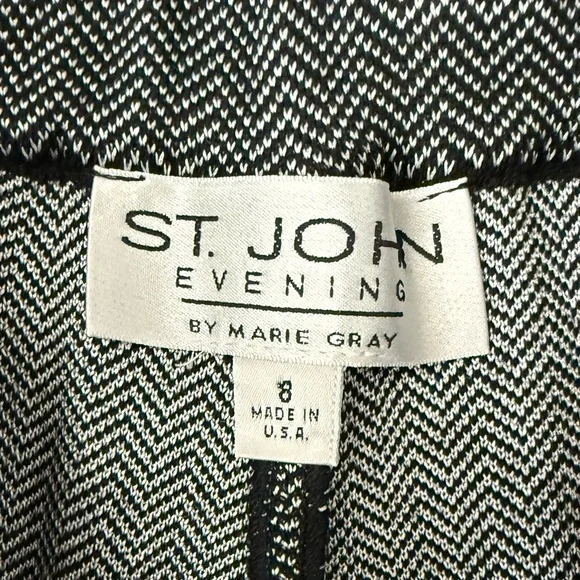 ST. JOHN
EVENING
BY MARIE GRAY
8
MADE IN
U.S.A.